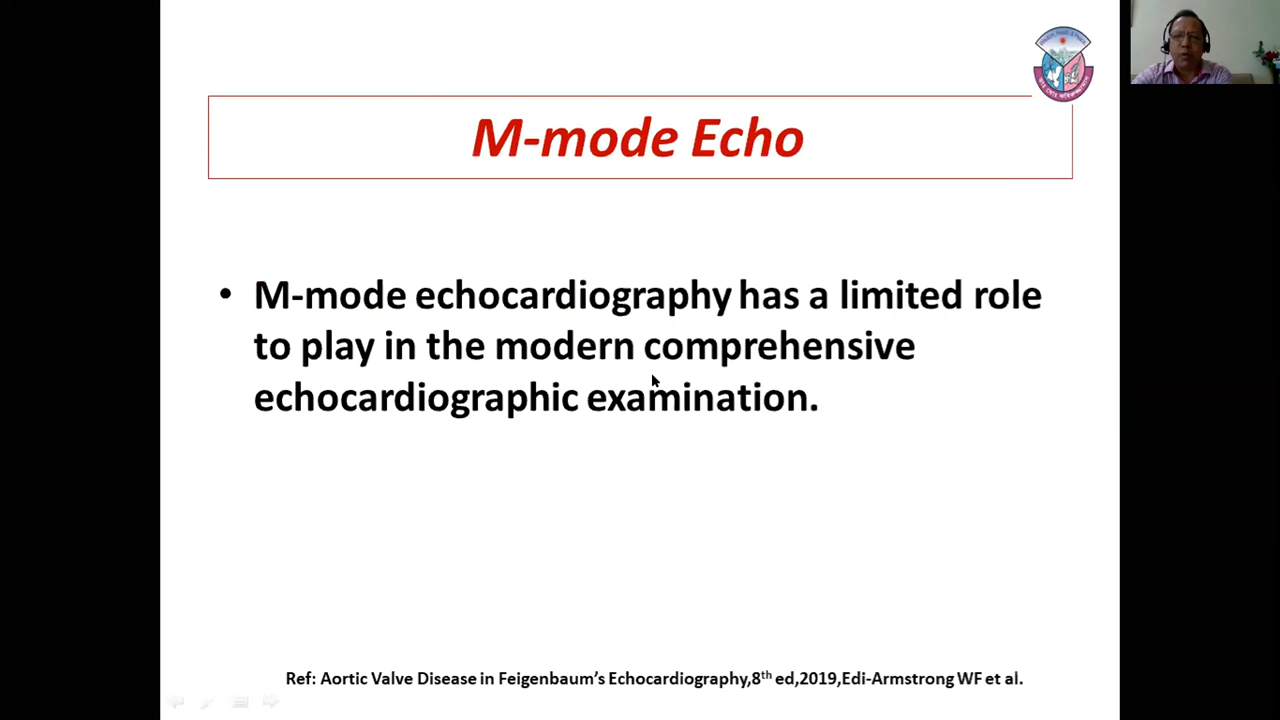 M-mode Echo
• M-mode echocardiography has a limited role
to play in the modern comprehensive
echocardiographic examination.
Ref: Aortic Valve Disease in Feigenbaum's Echocardiography,8th ed,2019,Edi-Armstrong WF et al.